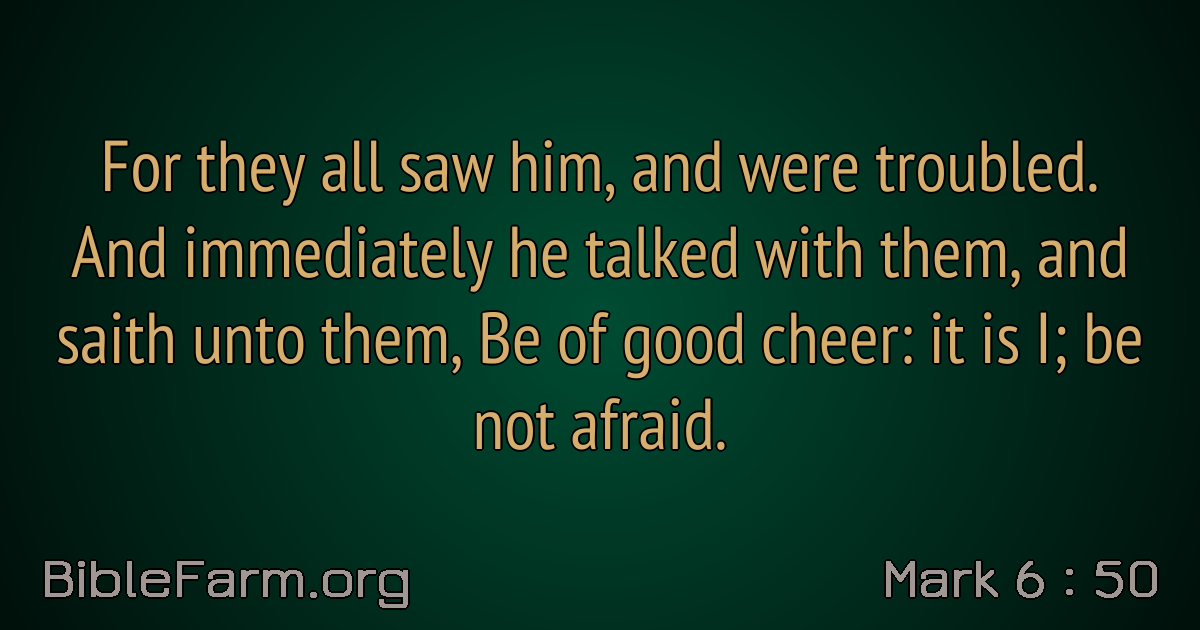 For they all saw him, and were troubled.
And immediately he talked with them, and
saith unto them, Be of good cheer: it is I; be
not afraid.
BibleFarm.org
Mark 6 : 50